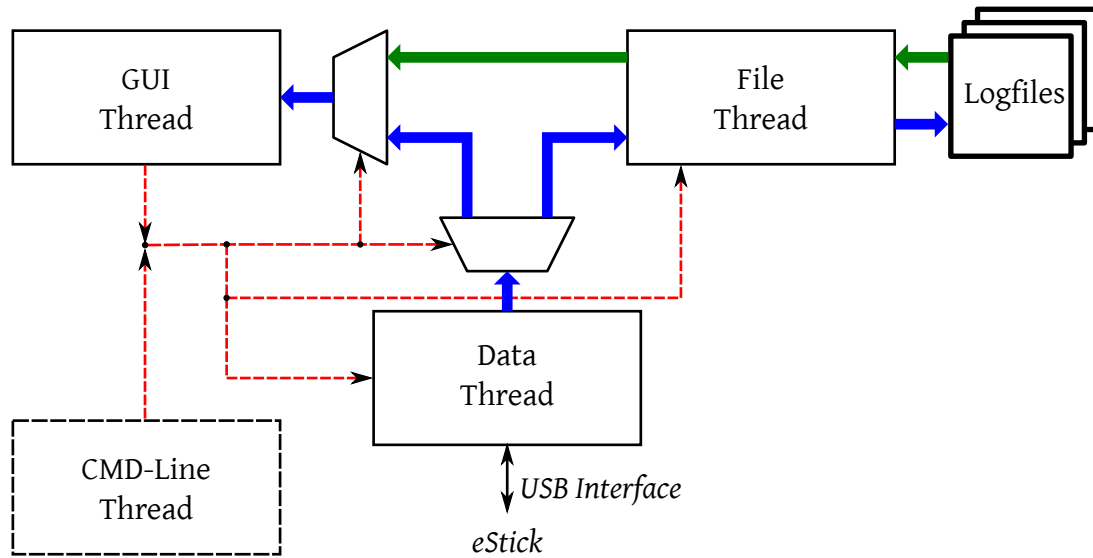 GUI
Thread
File
Thread
Logfiles
Data
Thread
CMD-Line
Thread
USB Interface
eStick